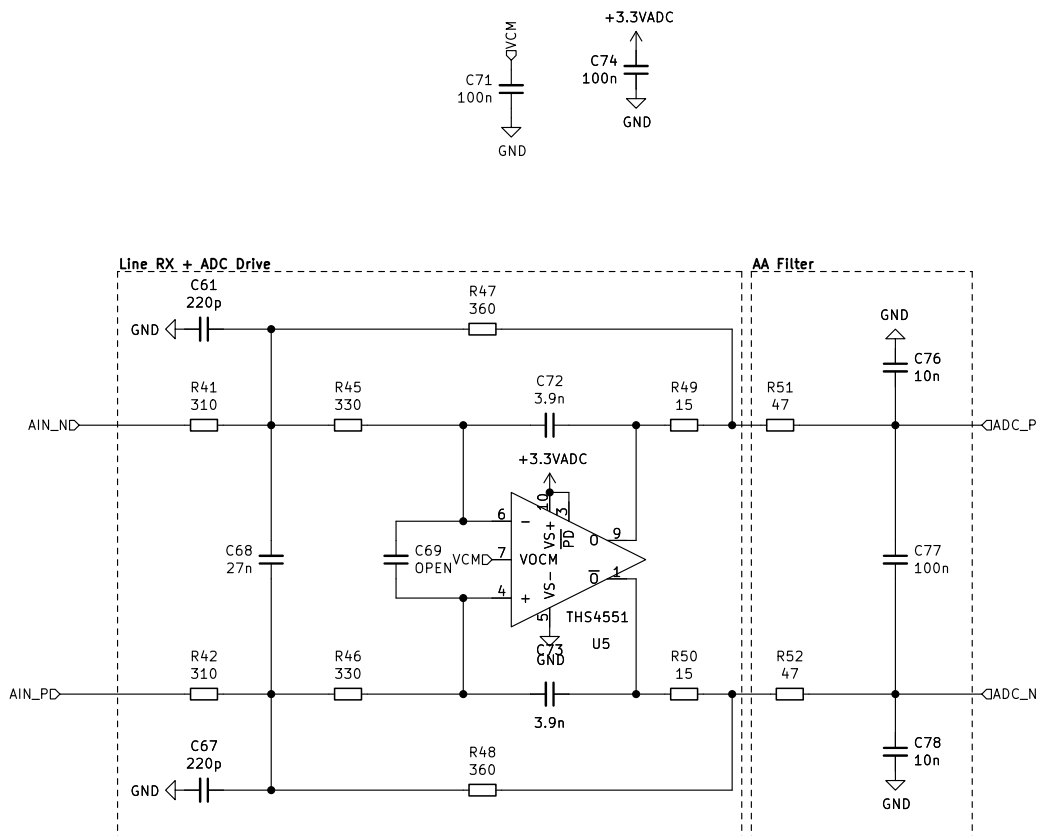 +3.3VADC
VCM
C74
100n
C71
100n
GND
GND
Line RX + ADC Drive
AA Filter
C61
220p
R47
360
GND
GND
C76
10n
R41
310
R45
330
C72
3.9n
R49
15
R51
47
AIN_N
ADC_P
+3.3VADC
10
3
6
-
VS+
PD
O
9
C68
27n
C69
OPEN
VCM
7
VOCM
C77
100n
4
+
VS-
O
1
THS4551
5
U5
C73
GND
R42
310
R46
330
R50
15
R52
47
AIN_P
ADC_N
3.9n
C67
220p
R48
360
C78
10n
GND
GND